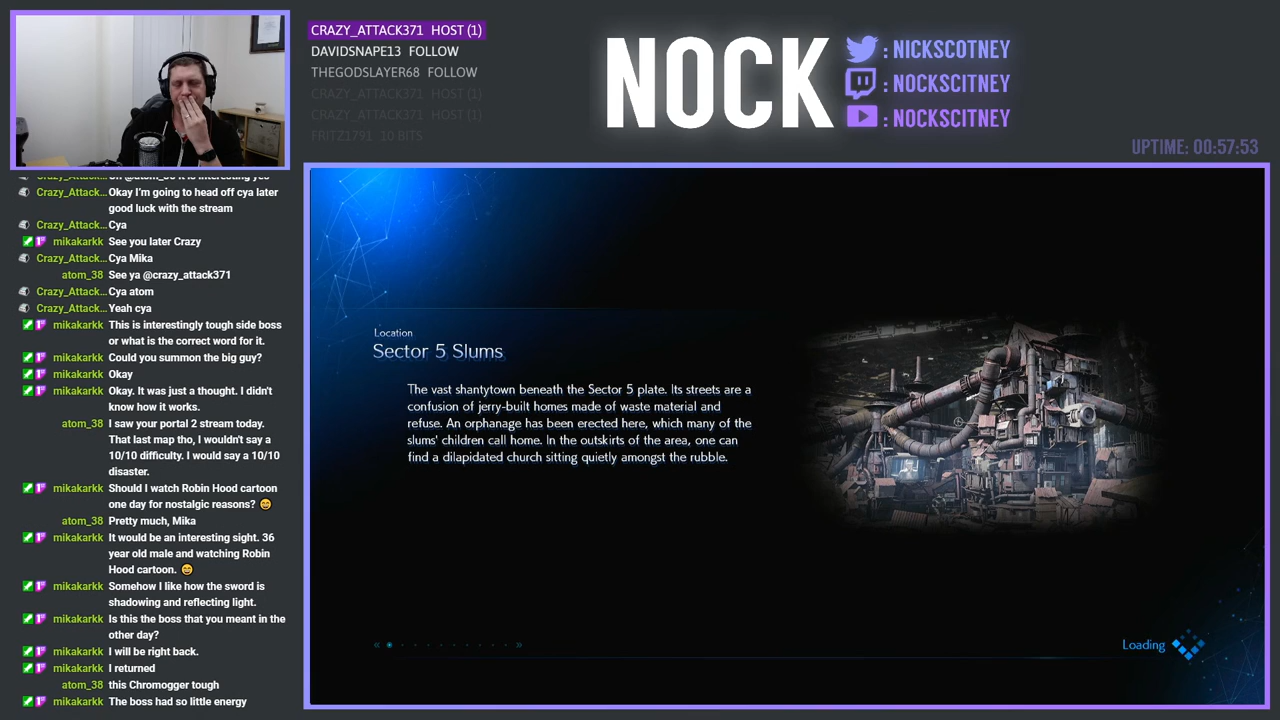 CRAZY_ATTACK371 HOST (1)
DAVIDSNAPE13 FOLLOW
THEGODSLAYER68 FOLLOW
CRAZY_ATTACK371 HOST (1)
CRAZY_ATTACK371 HOST (1)
FRITZ1791 10 BITS
NOCK
: NICKSCOTNEY
: NOCKSCITNEY
: NOCKSCITNEY
UPTIME: 00:57:53
Crazy_Attack... Okay I'm going to head off cya later
good luck with the stream
Crazy_Attack... Cya
mikakarkk See you later Crazy
Crazy_Attack... Cya Mika
atom_38 See ya @crazy_attack371
Crazy_Attack... Cya atom
Crazy_Attack... Yeah cya
mikakarkk This is interestingly tough side boss
or what is the correct word for it.
mikakarkk Could you summon the big guy?
mikakarkk Okay
mikakarkk Okay. It was just a thought. I didn't
know how it works.
atom_38 I saw your portal 2 stream today.
That last map tho, I wouldn't say a
10/10 difficulty. I would say a 10/10
disaster.
mikakarkk Should I watch Robin Hood cartoon
one day for nostalgic reasons? 😄
atom_38 Pretty much, Mika
mikakarkk It would be an interesting sight. 36
year old male and watching Robin
Hood cartoon. 😄
mikakarkk Somehow I like how the sword is
shadowing and reflecting light.
mikakarkk Is this the boss that you meant in the
other day?
mikakarkk I will be right back.
mikakarkk I returned
atom_38 this Chromogger tough
mikakarkk The boss had so little energy
Location
Sector 5 Slums
The vast shantytown beneath the Sector 5 plate. Its streets are a
confusion of jerry-built homes made of waste material and
refuse. An orphanage has been erected here, which many of the
slums' children call home. In the outskirts of the area, one can
find a dilapidated church sitting quietly amongst the rubble.
Loading